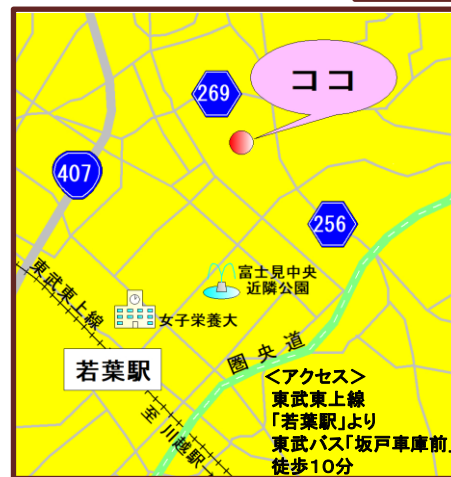 ココ
269
407
256
富士見中央
近隣公園
東武東上線
女子栄養大
圏央道
若葉駅
至川越駅→
＜アクセス＞
東武東上線
「若葉駅」より
東武バス「坂戸車庫前」
徒歩１０分